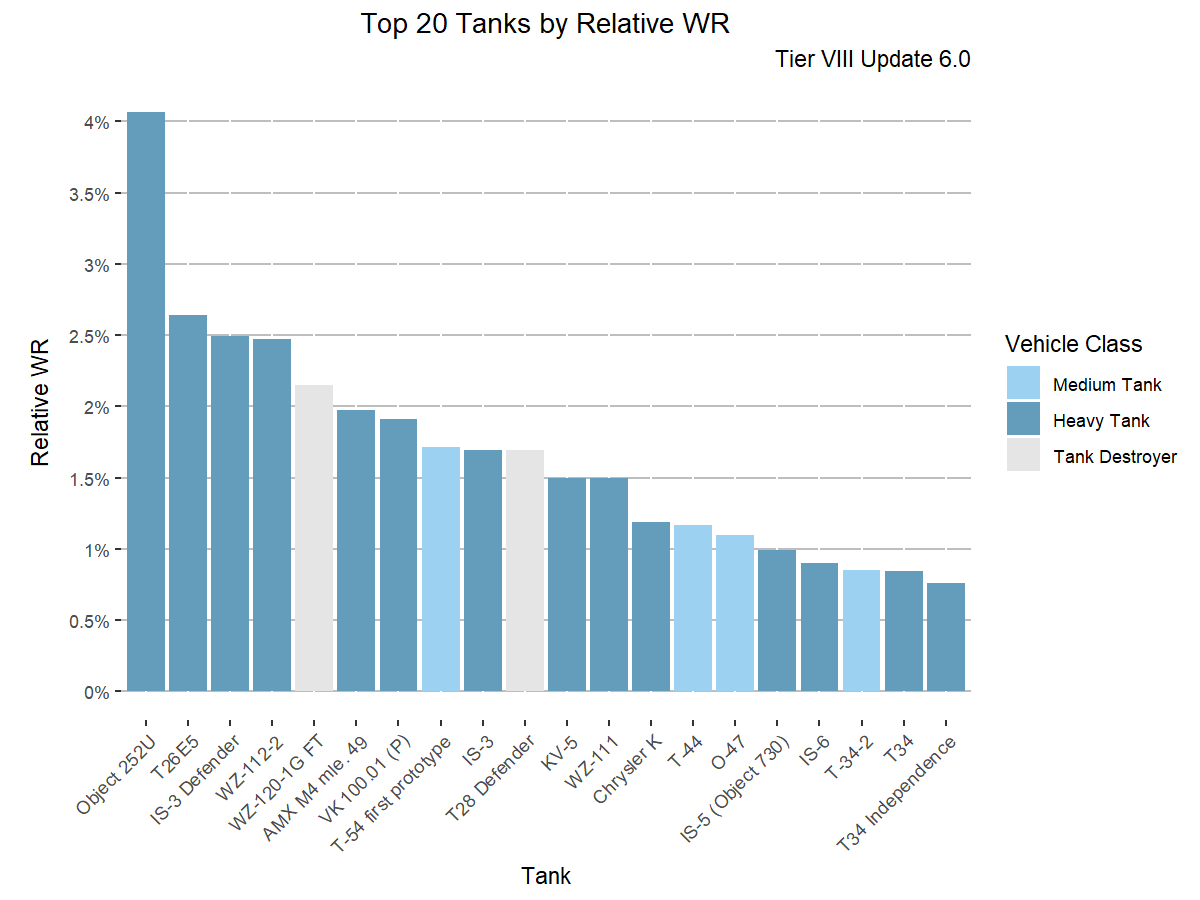 Top 20 Tanks by Relative WR
Tier VIII Update 6.0
4%
3.5%
3%
2.5%
2%
1.5%
1%
0.5%
0%
Relative WR
Object 252U
T26E5
IS-3 Defender
WZ-112-2
WZ-120-1G FT
AMX M4 mle. 49
VK 100.01 (P)
T-54 first prototype
IS-3
T28 Defender
KV-5
WZ-111
Chrysler K
T-44
O-47
IS-5 (Object 730)
IS-6
T-34-2
T34
T34 Independence
Tank
Vehicle Class
Medium Tank
Heavy Tank
Tank Destroyer